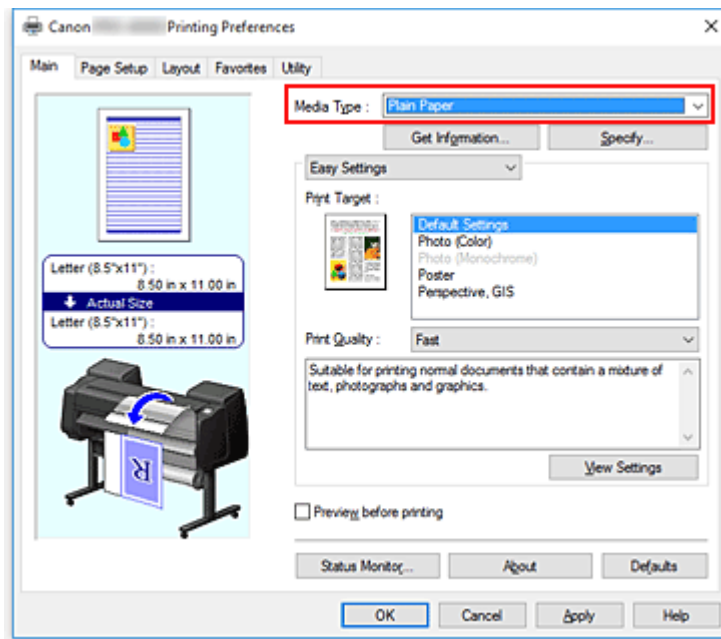 Canon Printing Preferences
Main Page Setup Layout Favorites Utility
Media Type : Plain Paper
Get Information... Specify...
Easy Settings
Print Target :
Default Settings
Photo (Color)
Photo (Monochrome)
Poster
Perspective, GIS
Letter (8.5"x11") :
8.50 in x 11.00 in
Actual Size
Letter (8.5"x11") :
8.50 in x 11.00 in
R
Print Quality : Fast
Suitable for printing normal documents that contain a mixture of
text, photographs and graphics.
View Settings
Preview before printing
Status Monitor... About Defaults
OK Cancel Apply Help